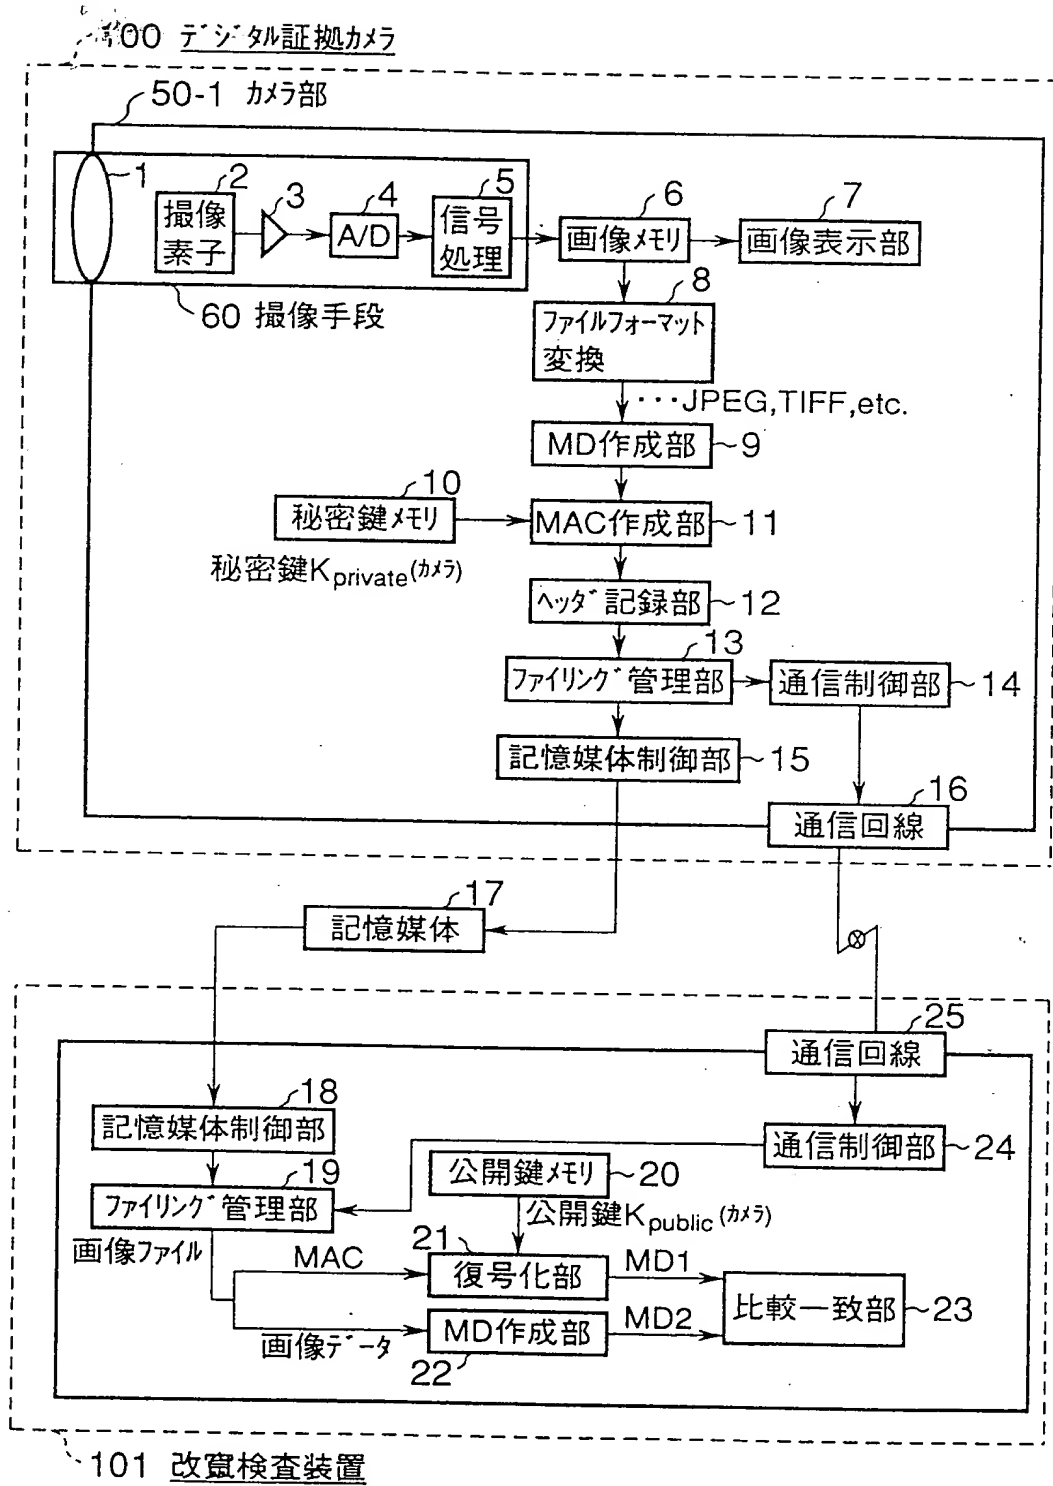 100 デジタル証拠カメラ
50-1 カメラ部
1
2
3
4
5
撮像
素子
A/D
信号
処理
6
画像メモリ
7
画像表示部
60 撮像手段
8
ファイルフォーマット
変換
・・・JPEG,TIFF,etc.
MD作成部
9
10
秘密鍵メモリ
MAC作成部
11
秘密鍵Kprivate(カメラ)
ヘッダ記録部
12
13
ファイリング管理部
通信制御部
14
記憶媒体制御部
15
16
通信回線
17
記憶媒体
25
通信回線
18
記憶媒体制御部
通信制御部
24
19
ファイリング管理部
公開鍵メモリ
20
公開鍵Kpublic(カメラ)
画像ファイル
MAC
21
復号化部
MD1
比較一致部
23
画像データ
MD作成部
22
MD2
101 改竄検査装置